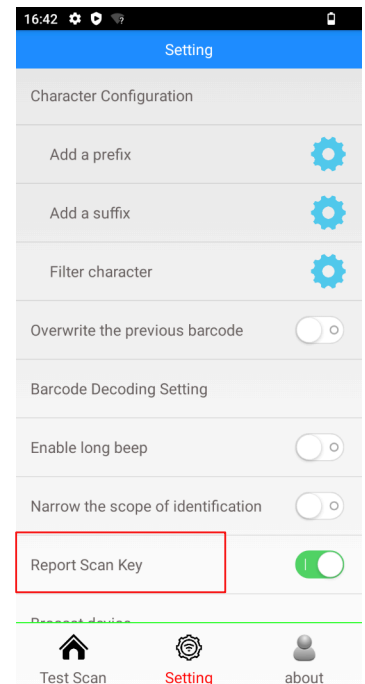 16:42
Setting
Character Configuration
Add a prefix
Add a suffix
Filter character
Overwrite the previous barcode
Barcode Decoding Setting
Enable long beep
Narrow the scope of identification
Report Scan Key
Test Scan
Setting
about